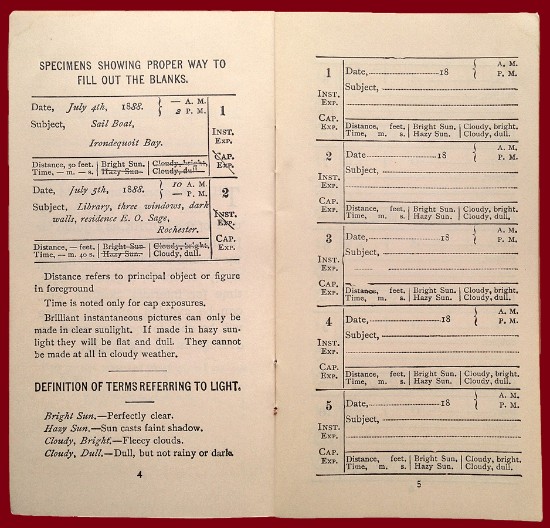 SPECIMENS SHOWING PROPER WAY TO
FILL OUT THE BLANKS.
Date, July 4th, 1888. — A. M.
2 P. M.
1
Subject, Sail Boat,
Irondequoit Bay.
INST.
EXP.
CAP.
EXP.
Distance, 50 feet. Bright Sun. Cloudy, bright,
Time, — m. — s. Hazy Sun. Cloudy, dull.
Date, July 5th, 1888. 10 A. M.
— P. M.
2
Subject, Library, three windows, dark
walls, residence E. O. Sage,
Rochester.
INST.
EXP.
CAP.
EXP.
Distance, — feet. Bright Sun. Cloudy, bright,
Time, — m. 40 s. Hazy Sun. Cloudy, dull.
Distance refers to principal object or figure
in foreground
Time is noted only for cap exposures.
Brilliant instantaneous pictures can only be
made in clear sunlight. If made in hazy sun-
light they will be flat and dull. They cannot
be made at all in cloudy weather.
DEFINITION OF TERMS REFERRING TO LIGHT.
Bright Sun.—Perfectly clear.
Hazy Sun.—Sun casts faint shadow,
Cloudy, Bright.—Fleecy clouds.
Cloudy, Dull.—Dull, but not rainy or dark.
4
1 Date, 18 A. M.
P. M.
Subject,
INST.
EXP.
CAP.
EXP.
Distance, feet. Bright Sun. Cloudy, bright.
Time, m. s. Hazy Sun. Cloudy, dull.
2 Date, 18 A. M.
P. M.
Subject,
INST.
EXP.
CAP.
EXP.
Distance, feet. Bright Sun. Cloudy, bright.
Time, m. s. Hazy Sun. Cloudy, dull.
3 Date, 18 A. M.
P. M.
Subject,
INST.
EXP.
CAP.
EXP.
Distance, feet. Bright Sun. Cloudy, bright.
Time, m. s. Hazy Sun. Cloudy, dull.
4 Date, 18 A. M.
P. M.
Subject,
INST.
EXP.
CAP.
EXP.
Distance, feet. Bright Sun. Cloudy, bright.
Time, m. s. Hazy Sun. Cloudy, dull.
5 Date, 18 A. M.
P. M.
Subject,
INST.
EXP.
CAP.
EXP.
Distance, feet. Bright Sun. Cloudy, bright.
Time, m. s. Hazy Sun. Cloudy, dull.
5